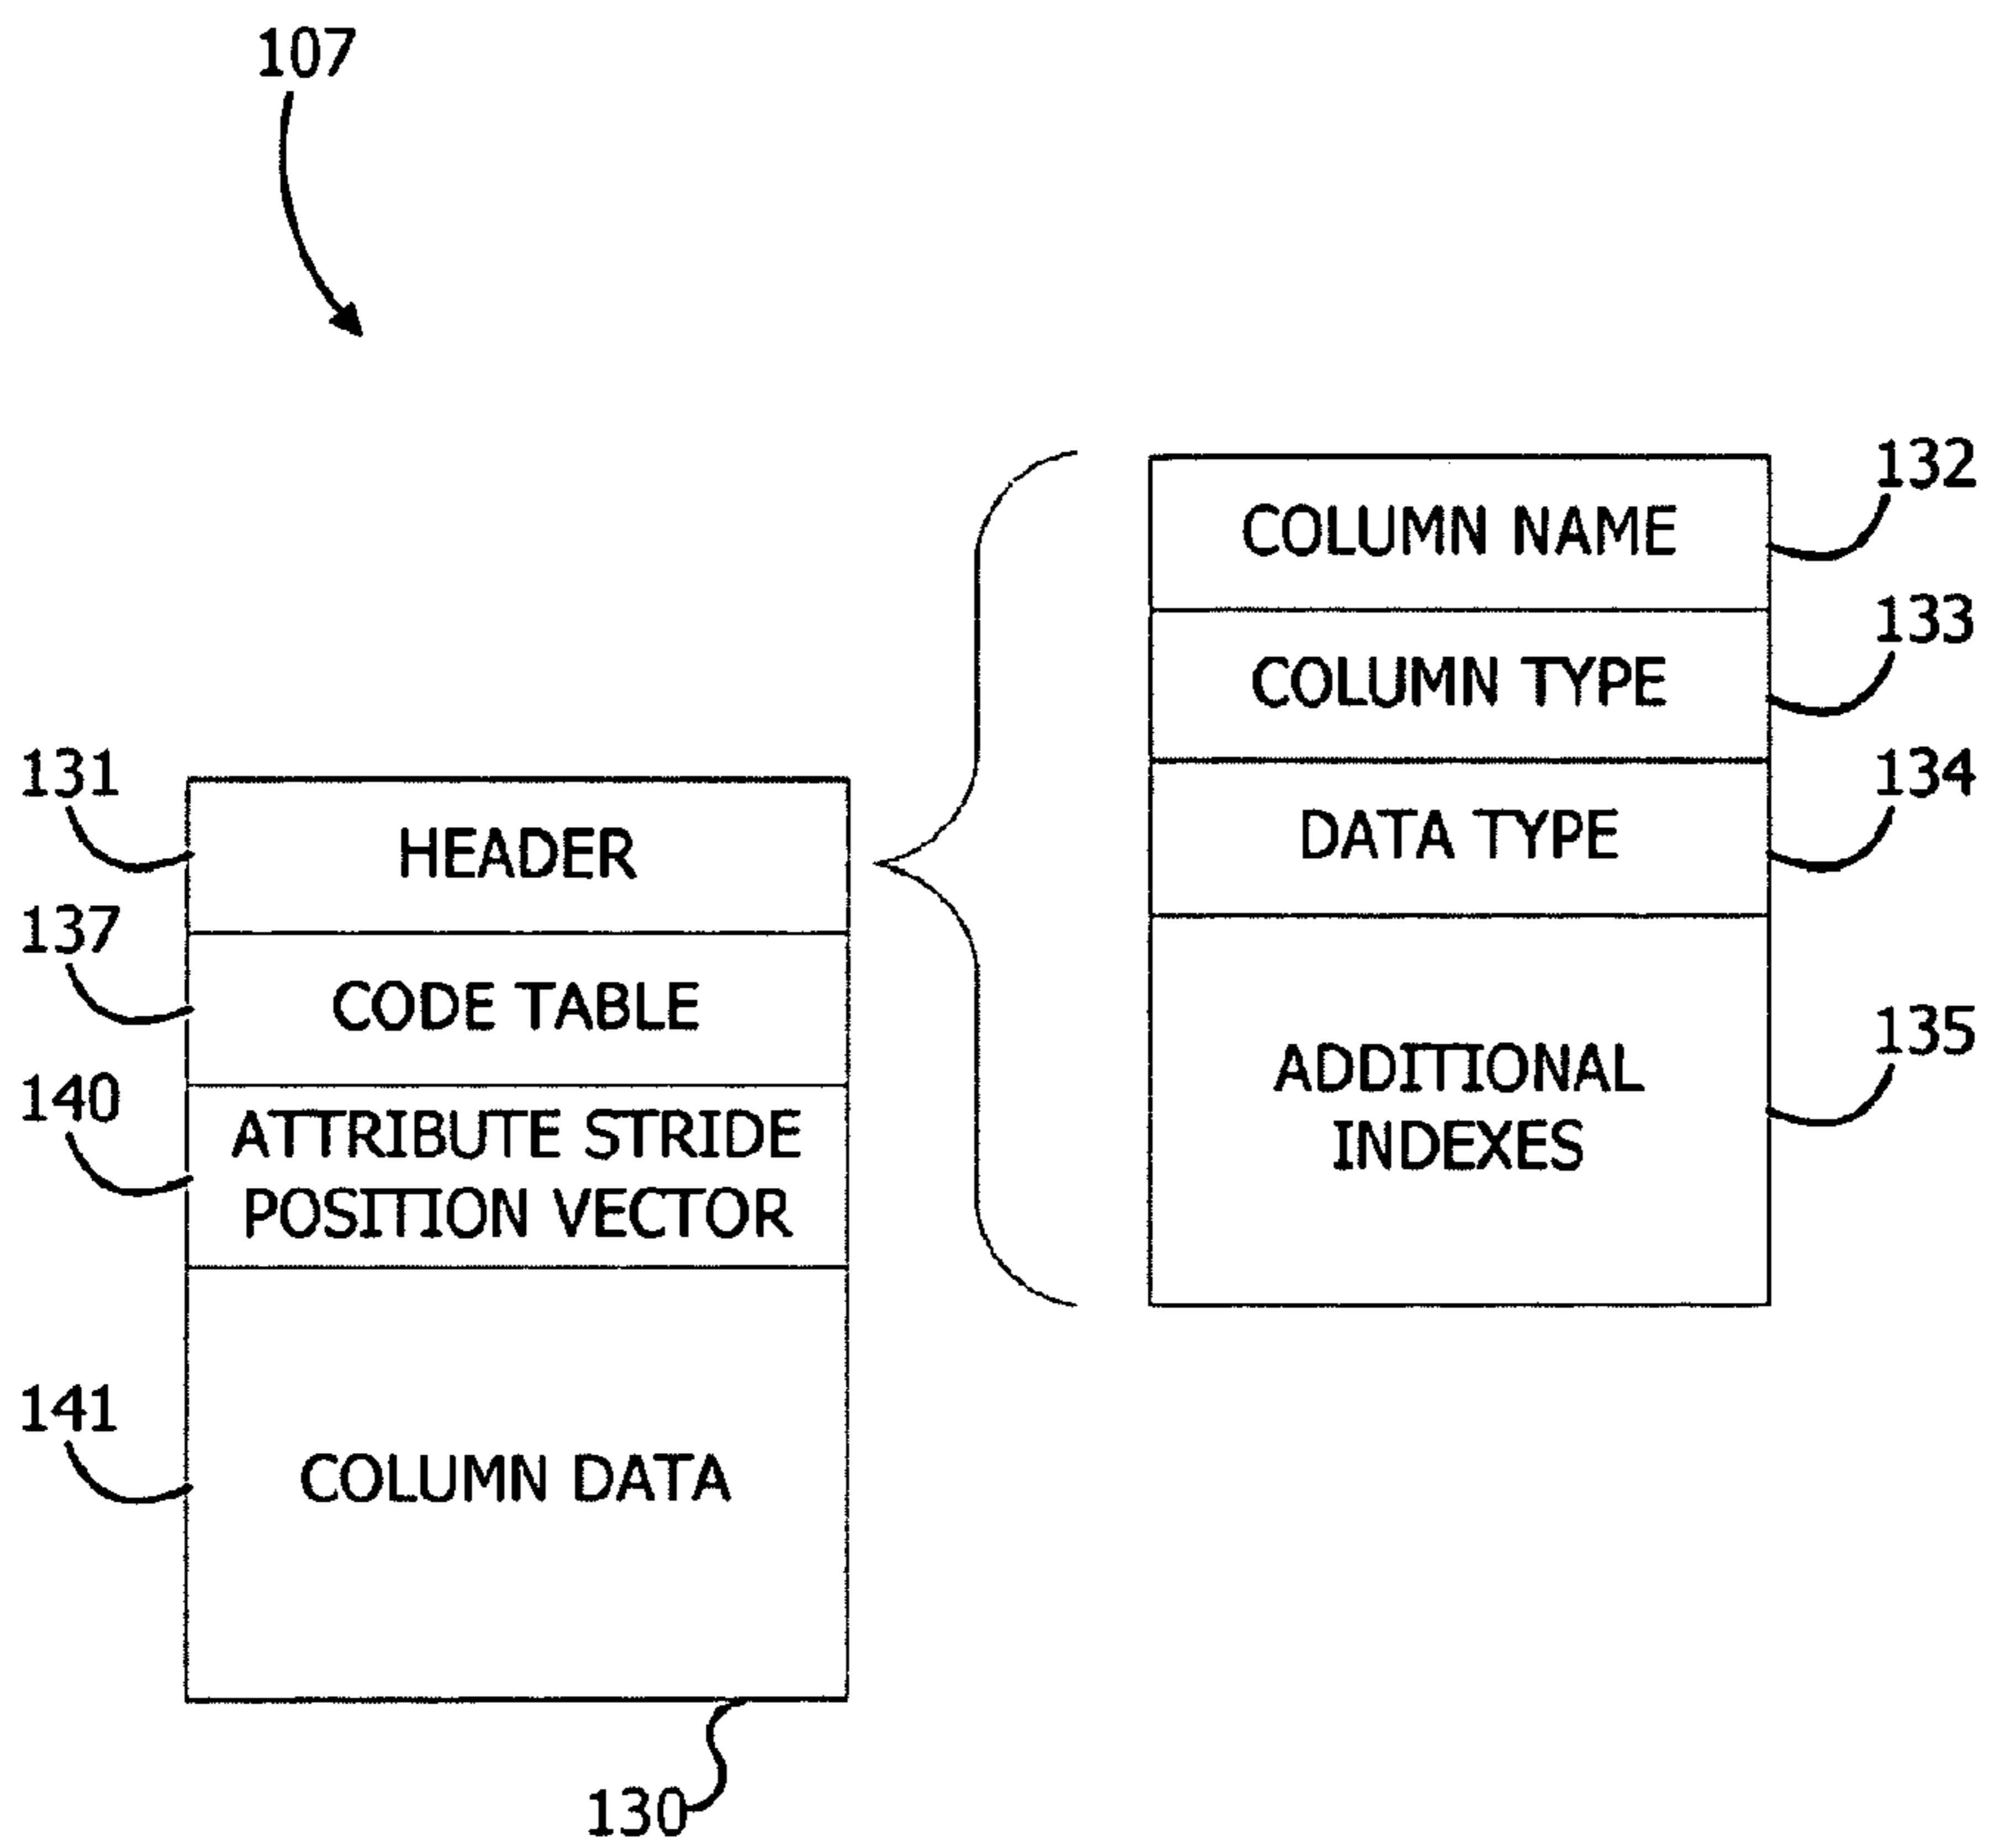 107
132
COLUMN NAME
133
COLUMN TYPE
134
DATA TYPE
135
ADDITIONAL
INDEXES
131
HEADER
137
CODE TABLE
140
ATTRIBUTE STRIDE
POSITION VECTOR
141
COLUMN DATA
130